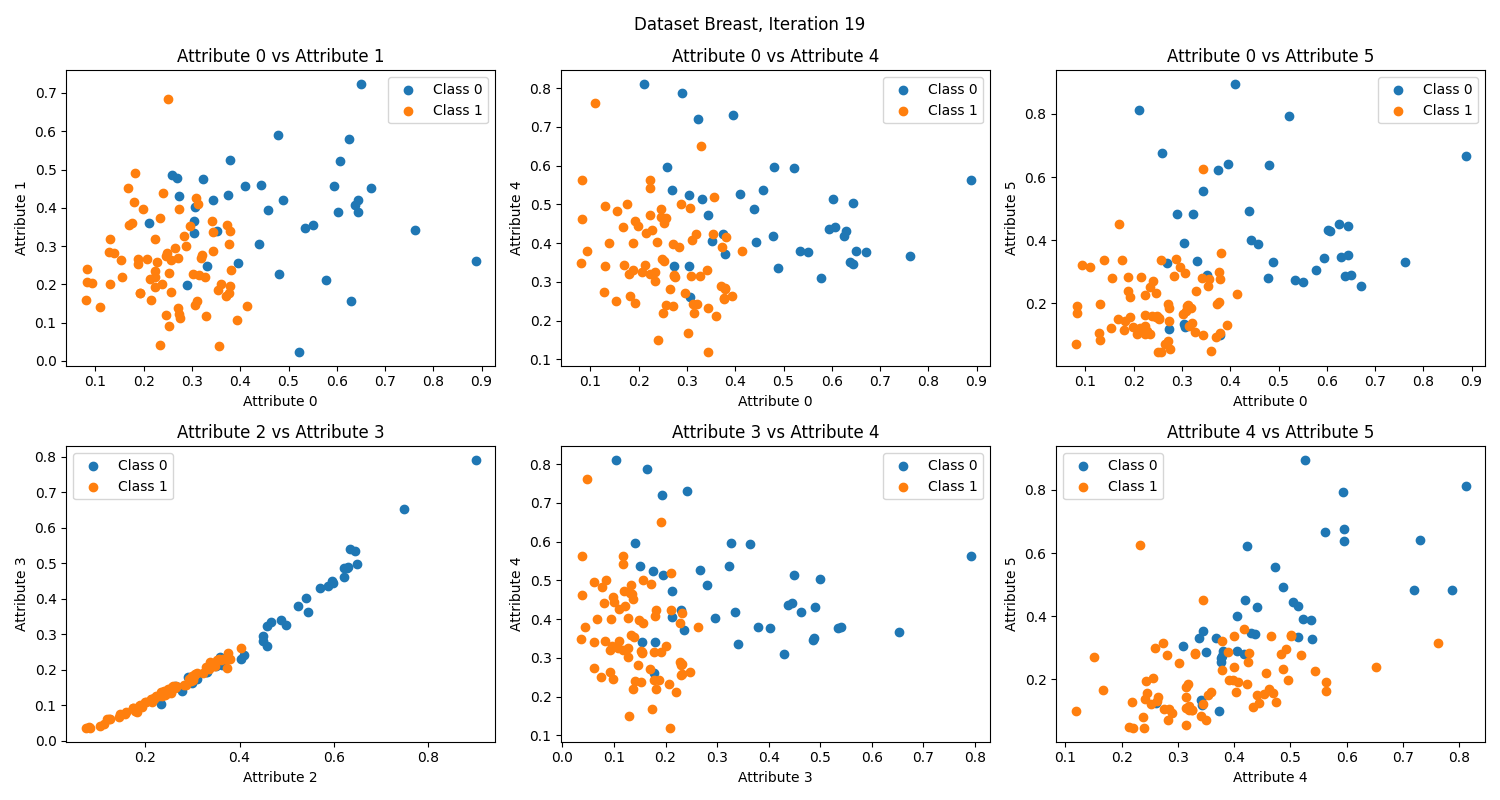 Dataset Breast, Iteration 19
Attribute 0 vs Attribute 1
0.7
0.6
0.5
0.4
0.3
0.2
0.1
0.0
Attribute 1
Class 0
Class 1
0.1 0.2 0.3 0.4 0.5 0.6 0.7 0.8 0.9
Attribute 0
Attribute 0 vs Attribute 4
0.8
0.7
0.6
0.5
0.4
0.3
0.2
0.1
Attribute 4
Class 0
Class 1
0.1 0.2 0.3 0.4 0.5 0.6 0.7 0.8 0.9
Attribute 0
Attribute 0 vs Attribute 5
0.8
0.6
0.4
0.2
Attribute 5
Class 0
Class 1
0.1 0.2 0.3 0.4 0.5 0.6 0.7 0.8 0.9
Attribute 0
Attribute 2 vs Attribute 3
0.8
0.7
0.6
0.5
0.4
0.3
0.2
0.1
0.0
Attribute 3
Class 0
Class 1
0.2 0.4 0.6 0.8
Attribute 2
Attribute 3 vs Attribute 4
0.8
0.7
0.6
0.5
0.4
0.3
0.2
0.1
Attribute 4
Class 0
Class 1
0.0 0.1 0.2 0.3 0.4 0.5 0.6 0.7 0.8
Attribute 3
Attribute 4 vs Attribute 5
0.8
0.6
0.4
0.2
Attribute 5
Class 0
Class 1
0.1 0.2 0.3 0.4 0.5 0.6 0.7 0.8
Attribute 4